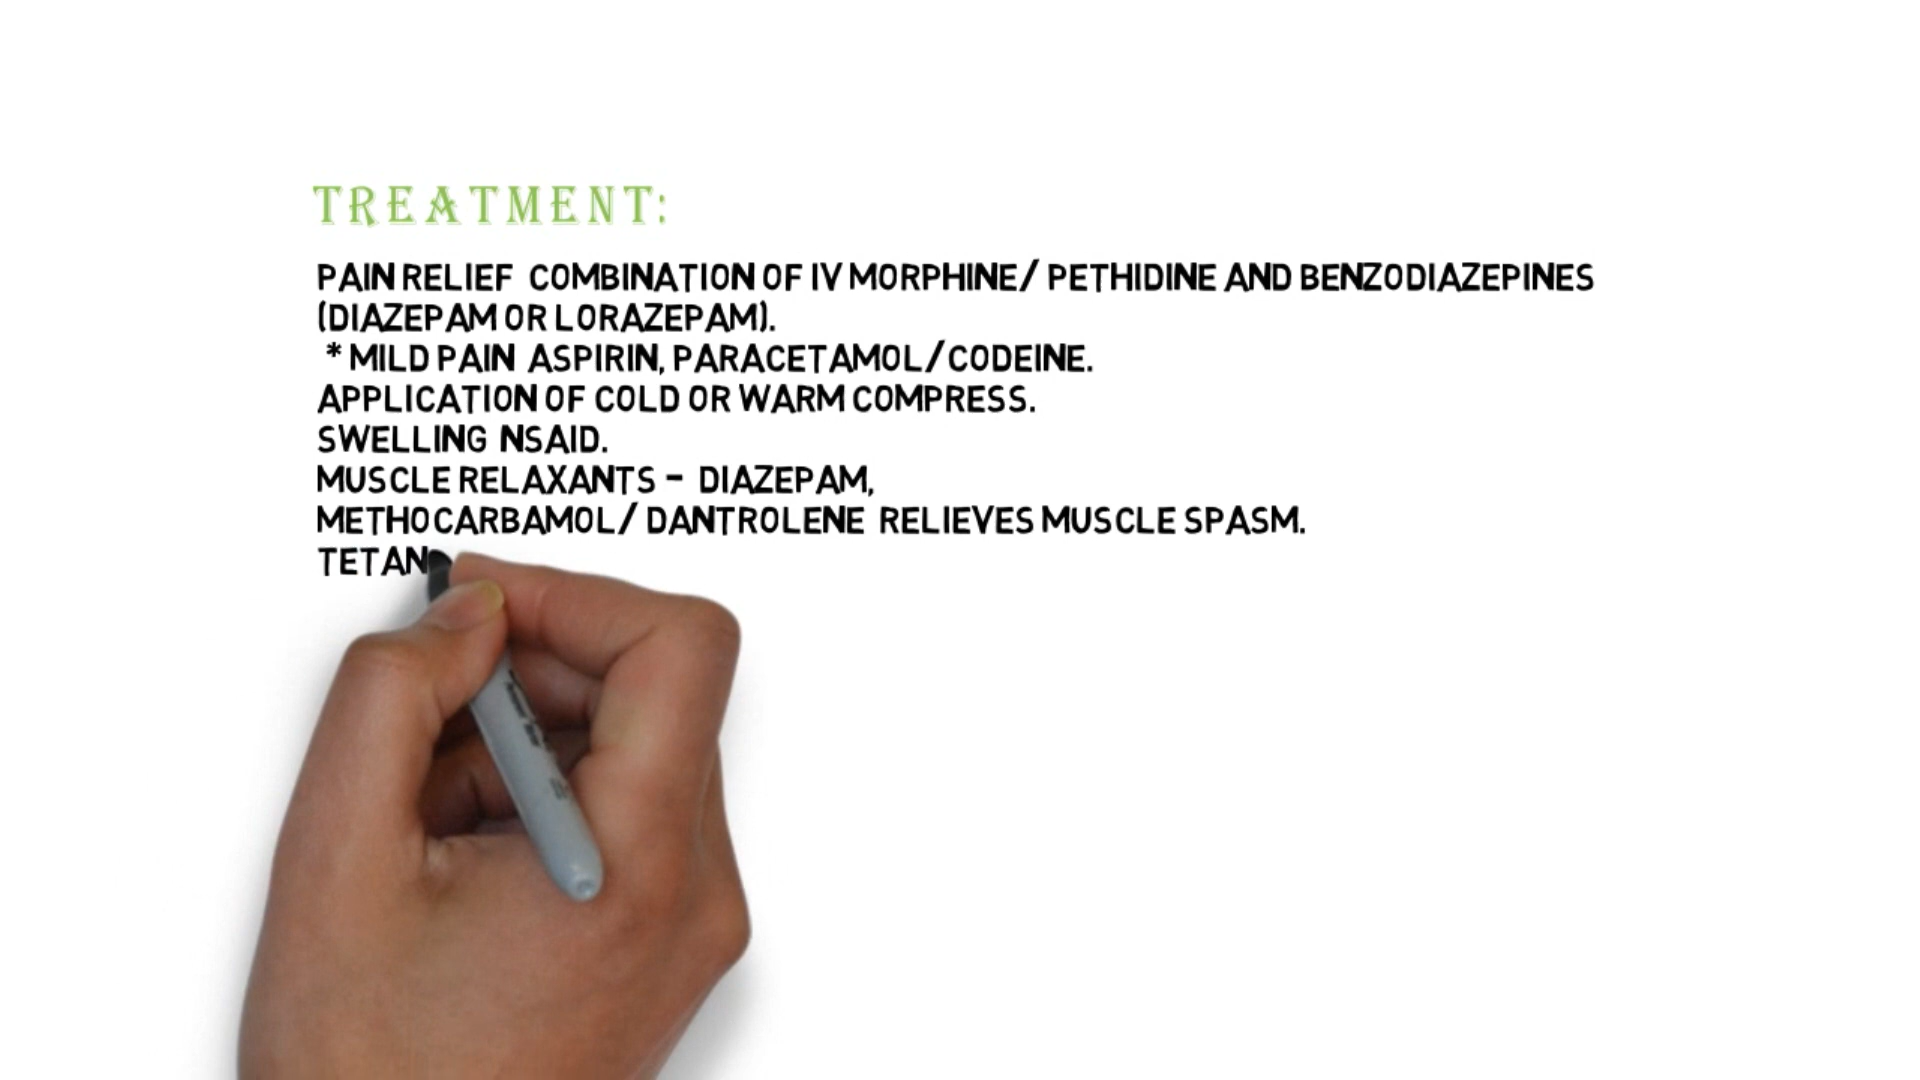 TREATMENT:
PAIN RELIEF COMBINATION OF IV MORPHINE/ PETHIDINE AND BENZODIAZEPINES
(DIAZEPAM OR LORAZEPAM).
* MILD PAIN ASPIRIN, PARACETAMOL/CODEINE.
APPLICATION OF COLD OR WARM COMPRESS.
SWELLING NSAID.
MUSCLE RELAXANTS - DIAZEPAM,
METHOCARBAMOL/ DANTROLENE RELIEVES MUSCLE SPASM.
TETAN